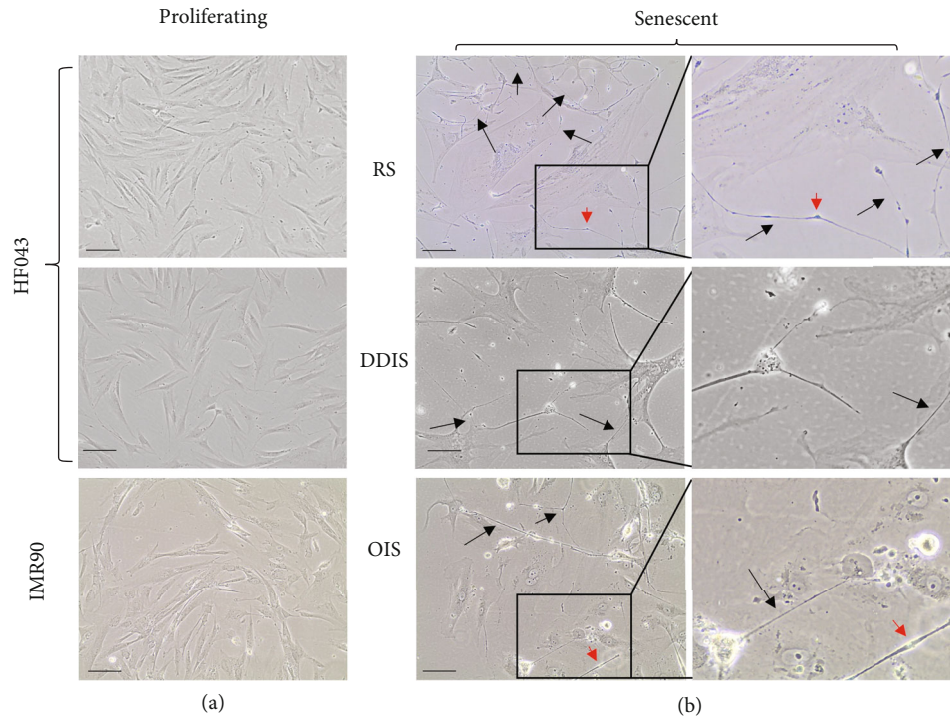 Proliferating
Senescent
HF043
RS
DDIS
IMR90
OIS
(a)
(b)